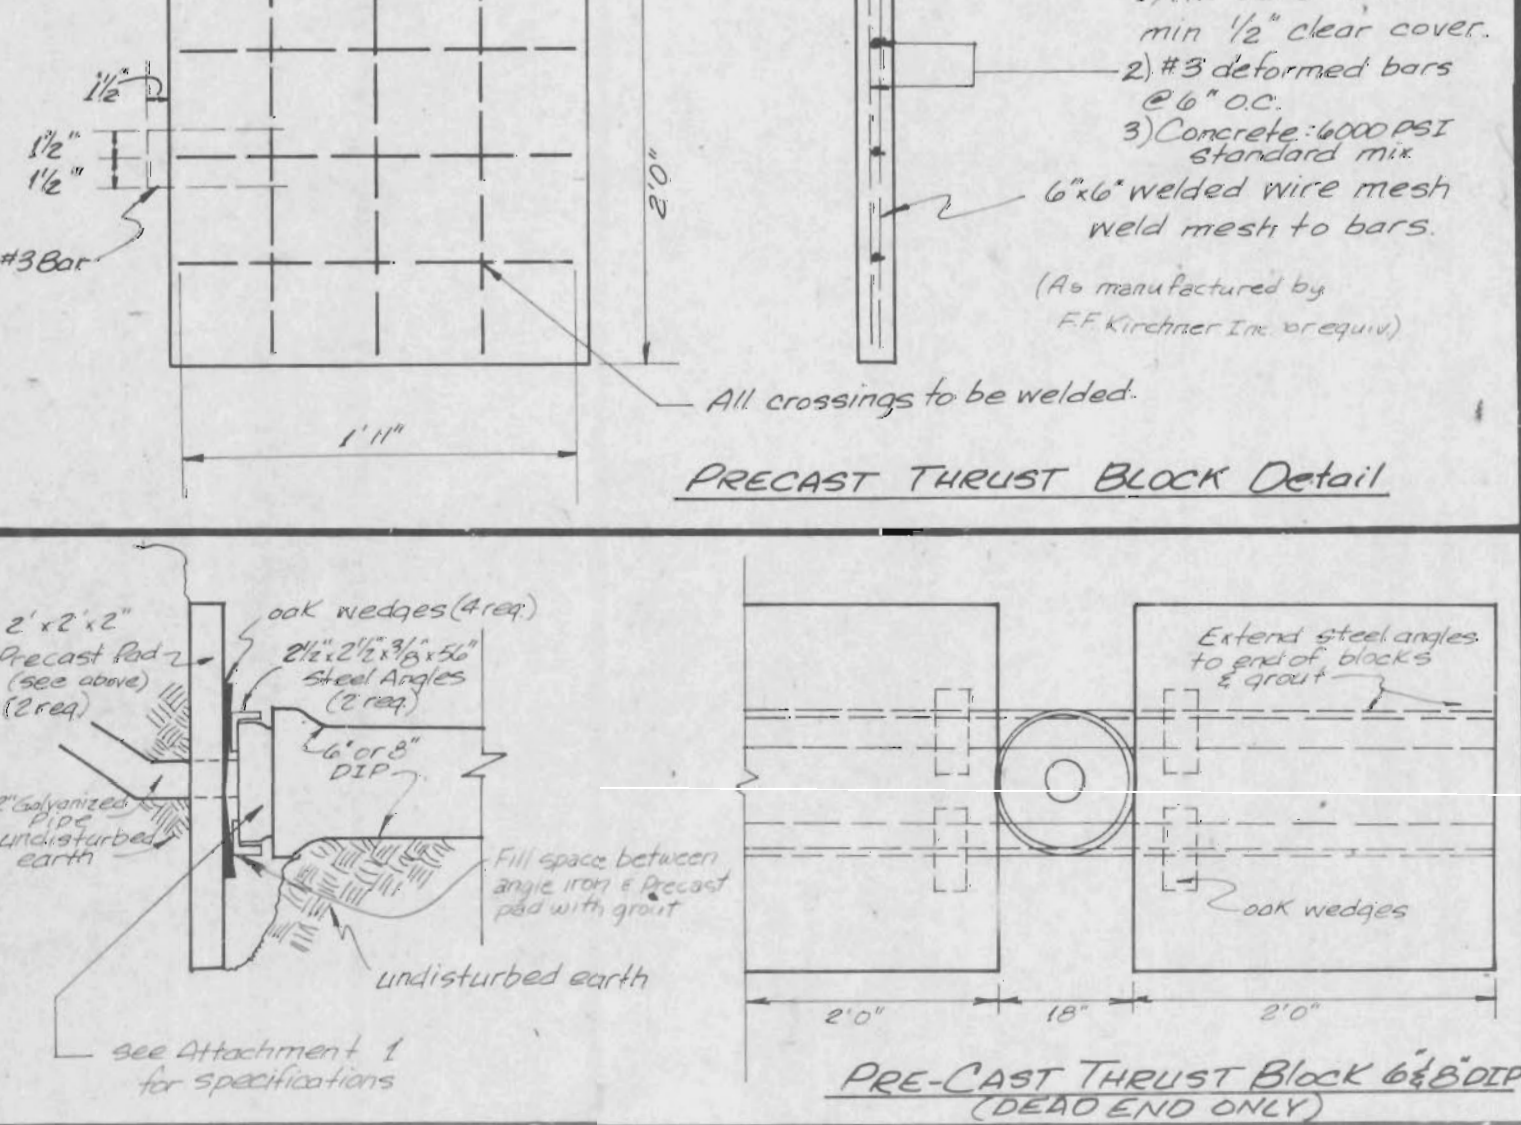 min 1/2" clear cover.
2) #3 deformed bars
@ 6" O.C.
3) Concrete: 6000 PSI
standard mix
6"x6" welded wire mesh
weld mesh to bars.
(As manufactured by
F.F. Kirchner Inc. or equiv.)
1 1/2"
1 1/2"
1 1/2"
#3 Bar
2'0"
All crossings to be welded.
1' 11"
PRECAST THRUST BLOCK Detail
2' x 2' x 2"
Precast Pad
(see above)
(2 req.)
oak wedges (4 req.)
2 1/2" x 2 1/2" x 3/8" x 56"
Steel Angles
(2 req.)
6" or 8"
DIP
2" Galvanized
Pipe
undisturbed
earth
Fill space between
angle iron & Precast
pad with grout
undisturbed earth
see Attachment 1
for specifications
Extend steel angles
to end of blocks
& grout
oak wedges
2'0"
18"
2'0"
PRE-CAST THRUST BLOCK 6"&8" DIP
(DEAD END ONLY)